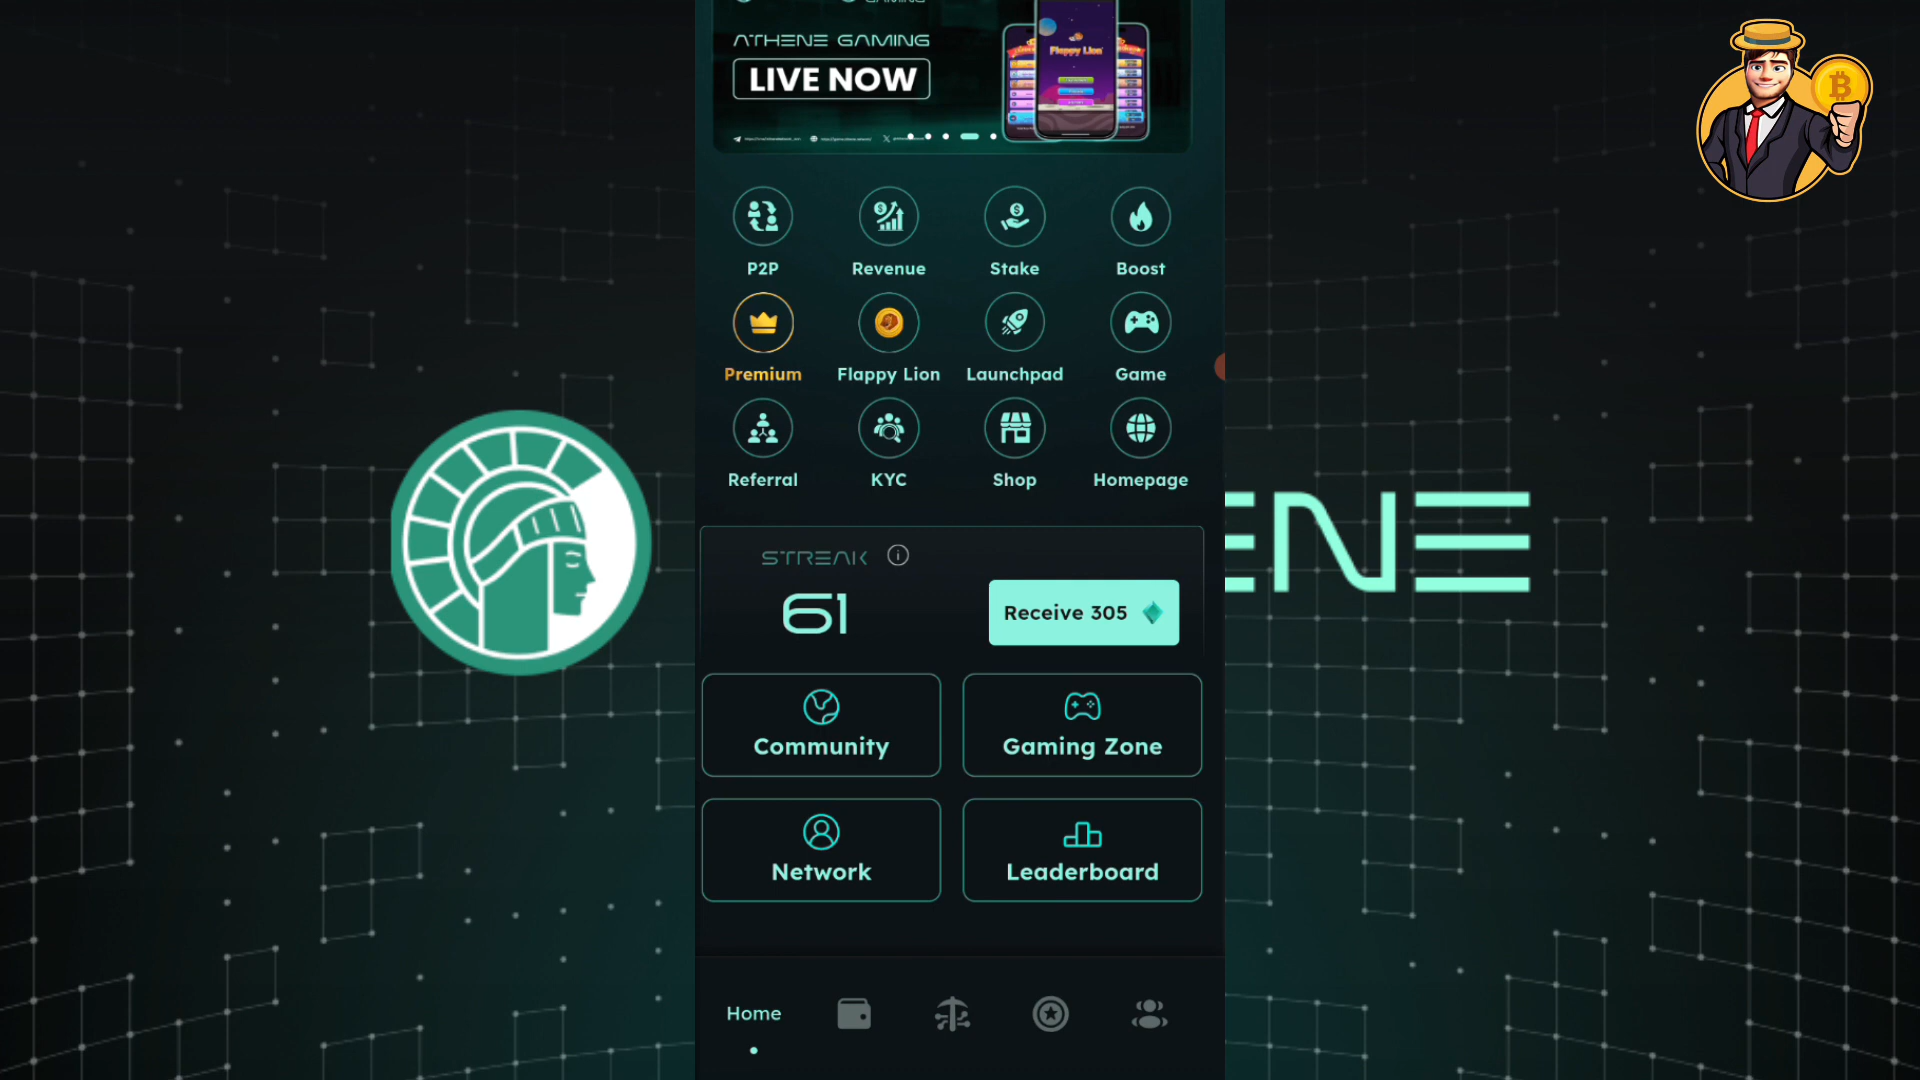 GAMING
ATHENE GAMING
LIVE NOW
Flappy Lion
P2P Revenue Stake Boost
Premium Flappy Lion Launchpad Game
Referral KYC Shop Homepage
STREAK
61
Receive 305
ENE
Community Gaming Zone
Network Leaderboard
Home